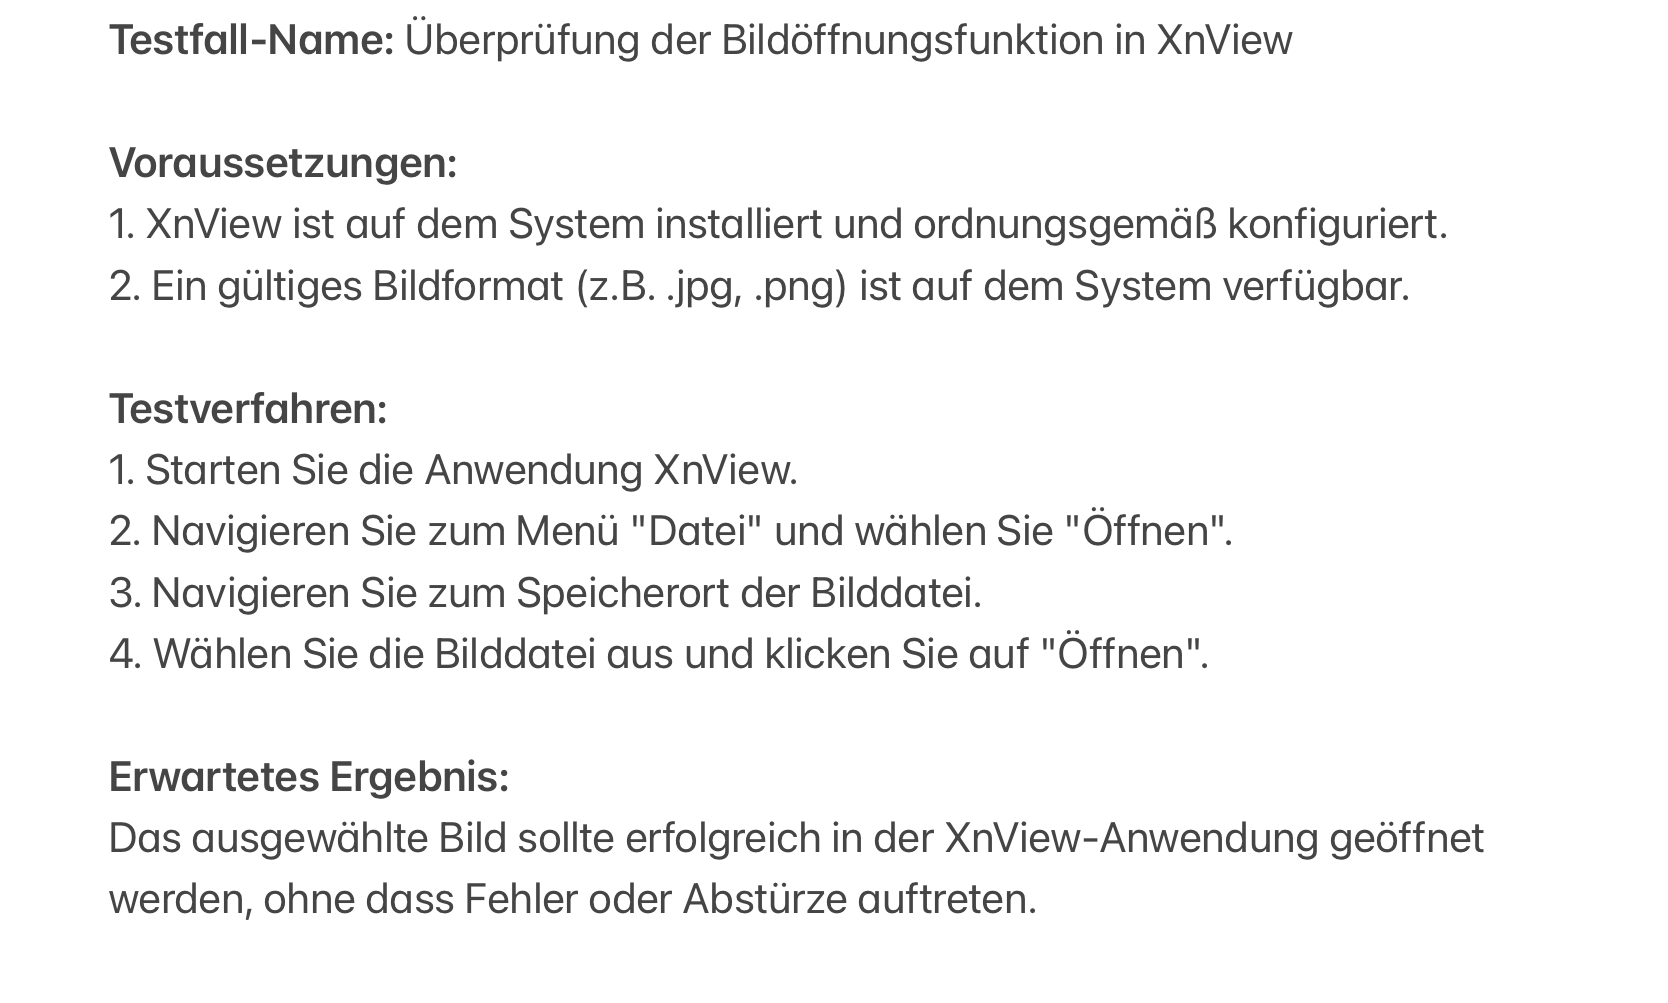 Testfall-Name: Überprüfung der Bildöffnungsfunktion in XnView
Voraussetzungen:
1. XnView ist auf dem System installiert und ordnungsgemäß konfiguriert.
2. Ein gültiges Bildformat (z.B. .jpg, .png) ist auf dem System verfügbar.
Testverfahren:
1. Starten Sie die Anwendung XnView.
2. Navigieren Sie zum Menü "Datei" und wählen Sie "Öffnen".
3. Navigieren Sie zum Speicherort der Bilddatei.
4. Wählen Sie die Bilddatei aus und klicken Sie auf "Öffnen".
Erwartetes Ergebnis:
Das ausgewählte Bild sollte erfolgreich in der XnView-Anwendung geöffnet
werden, ohne dass Fehler oder Abstürze auftreten.